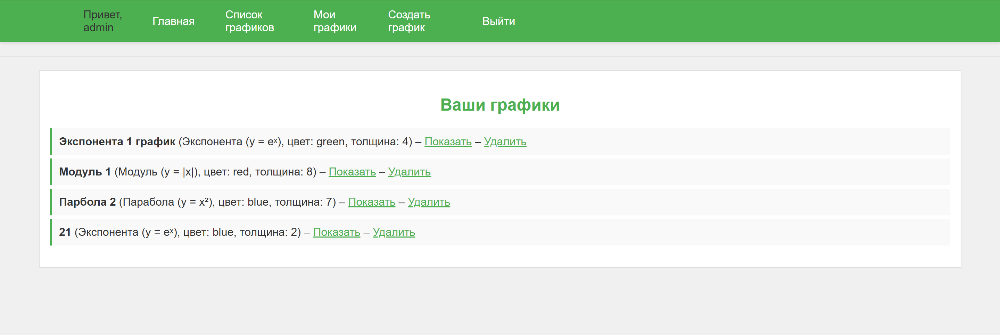 Привет, admin
Главная
Список графиков
Мои графики
Создать график
Выйти
Ваши графики
Экспонента 1 график (Экспонента (y = eˣ), цвет: green, толщина: 4) – Показать – Удалить
Модуль 1 (Модуль (y = |x|), цвет: red, толщина: 8) – Показать – Удалить
Парбола 2 (Парабола (y = x²), цвет: blue, толщина: 7) – Показать – Удалить
21 (Экспонента (y = eˣ), цвет: blue, толщина: 2) – Показать – Удалить